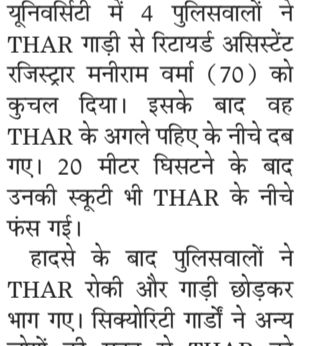 यूनिवर्सिटी में 4 पुलिसवालों ने
THAR गाड़ी से रिटायर्ड असिस्टेंट
रजिस्ट्रार मनीराम वर्मा (70) को
कुचल दिया। इसके बाद वह
THAR के अगले पहिए के नीचे दब
गए। 20 मीटर घिसटने के बाद
उनकी स्कूटी भी THAR के नीचे
फंस गई।
हादसे के बाद पुलिसवालों ने
THAR रोकी और गाड़ी छोड़कर
भाग गए। सिक्योरिटी गार्डों ने अन्य